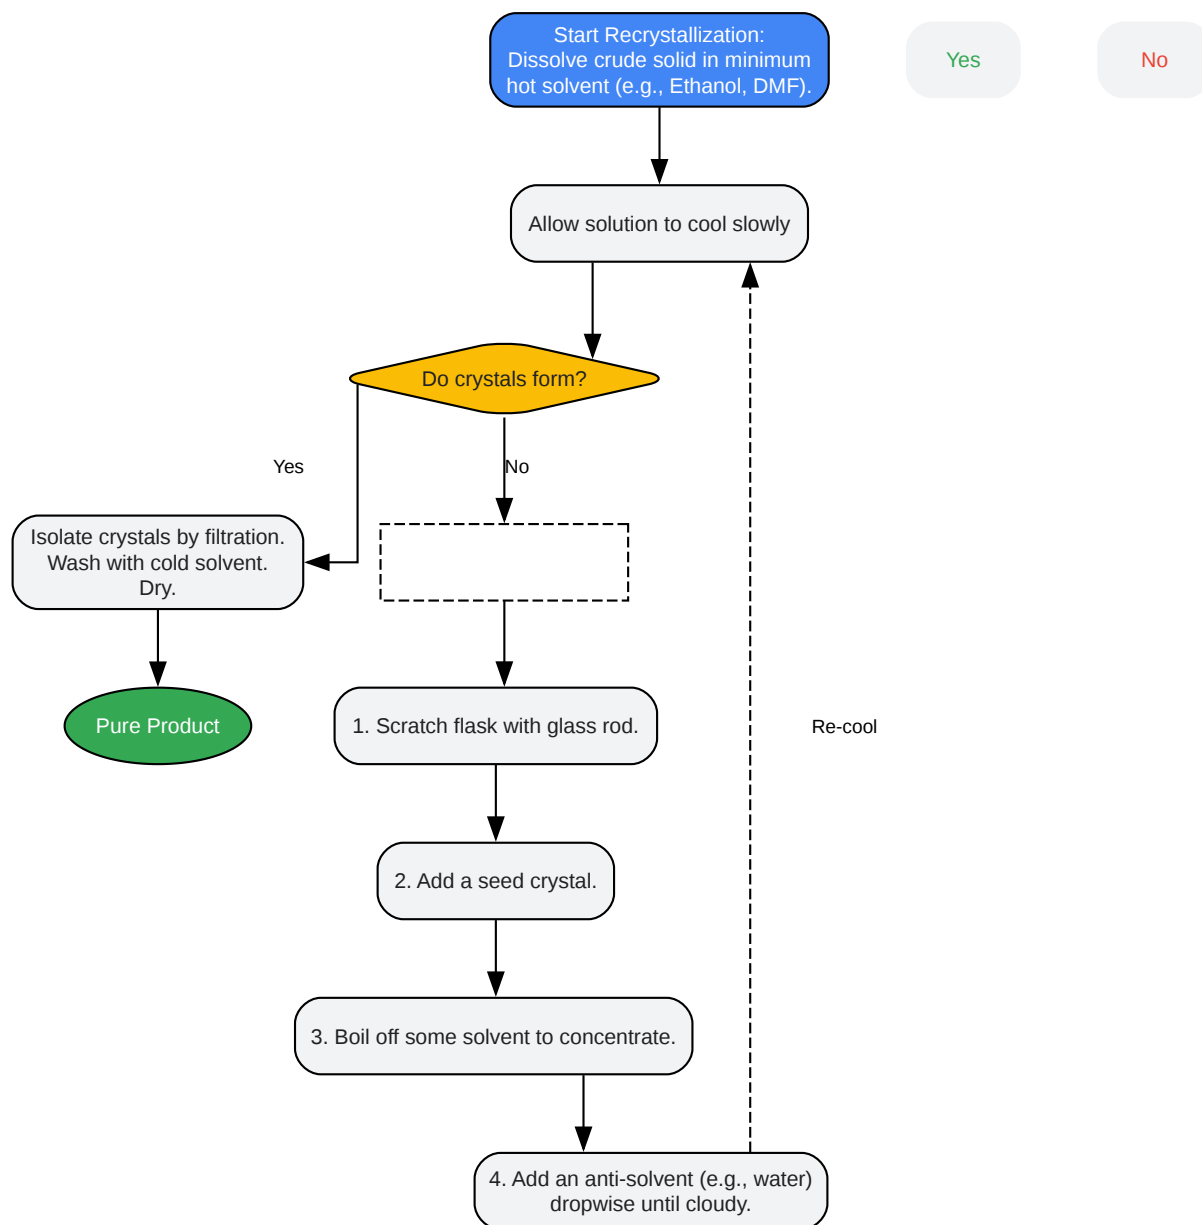 Start Recrystallization:
Dissolve crude solid in minimum
hot solvent (e.g., Ethanol, DMF).
Yes
No
Allow solution to cool slowly
Do crystals form?
Yes
No
Isolate crystals by filtration.
Wash with cold solvent.
Dry.
Pure Product
1. Scratch flask with glass rod.
Re-cool
2. Add a seed crystal.
3. Boil off some solvent to concentrate.
4. Add an anti-solvent (e.g., water)
dropwise until cloudy.